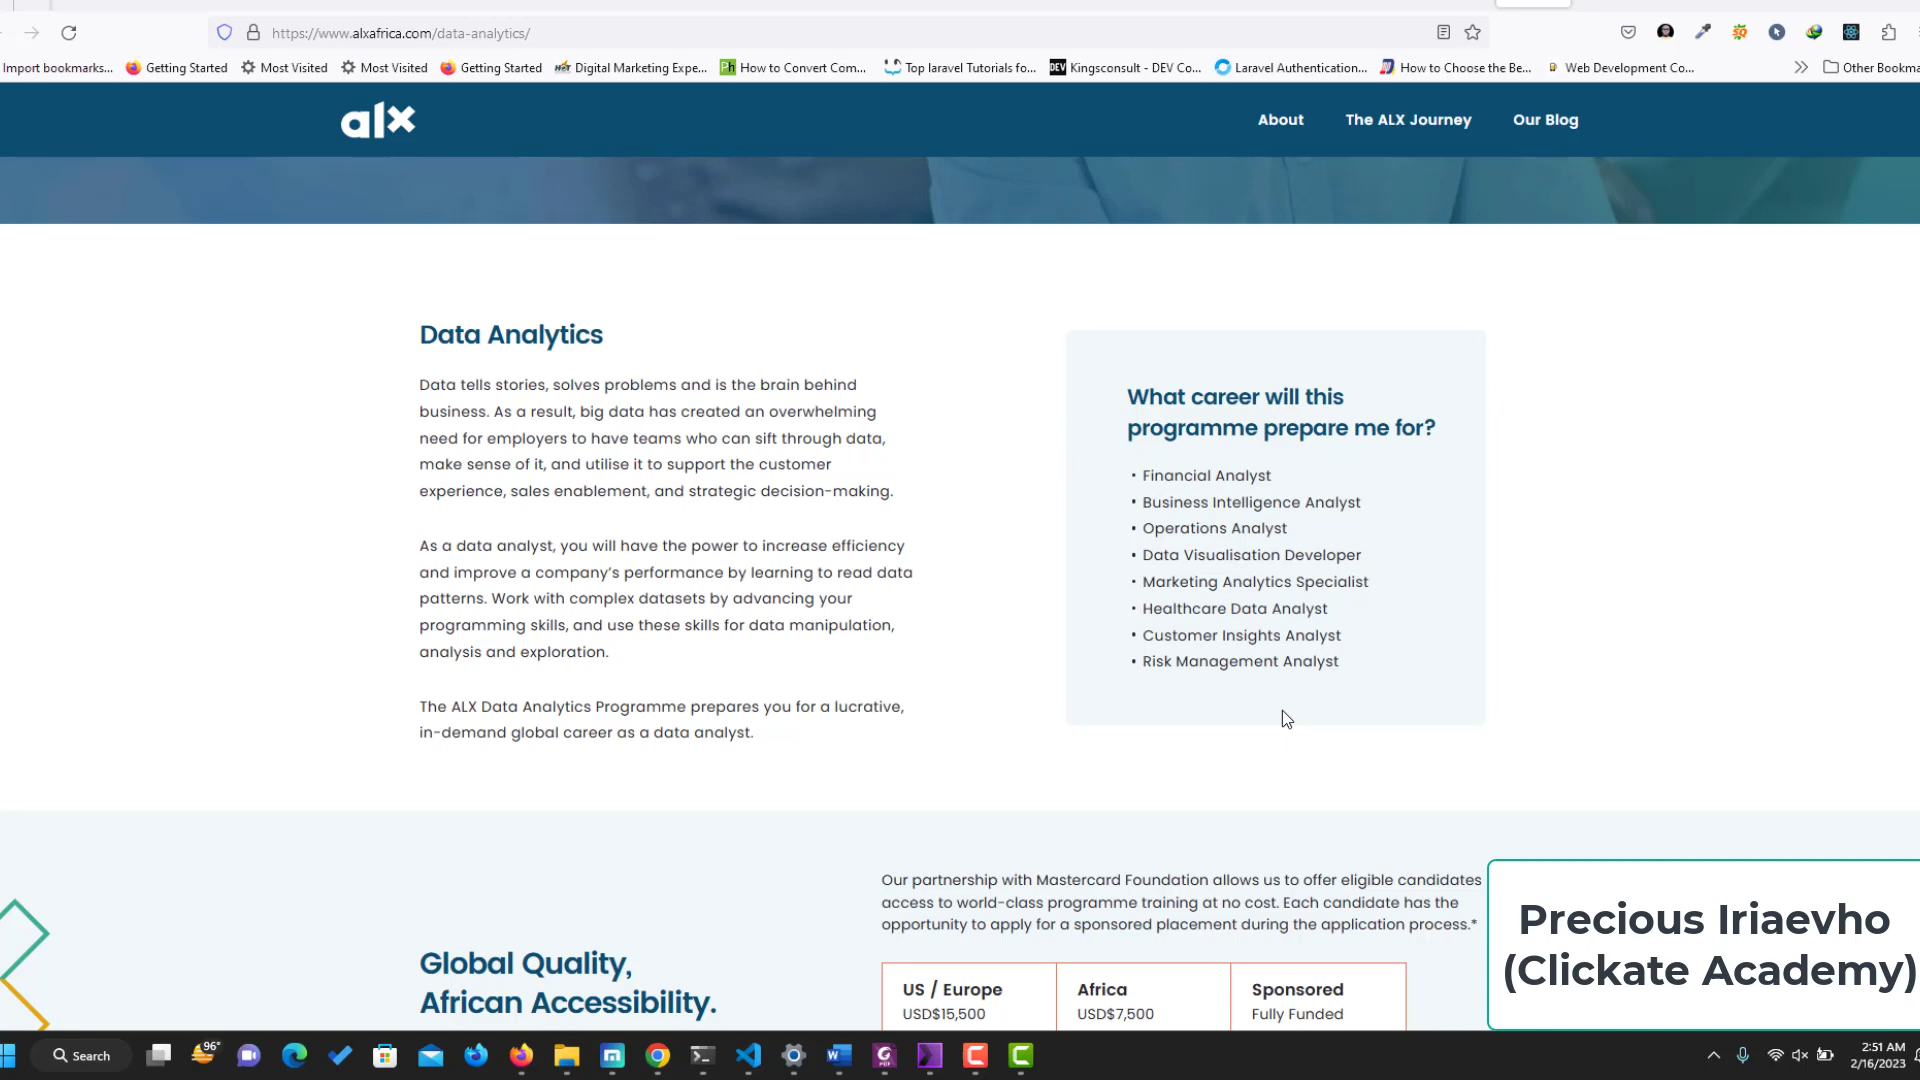 https://www.alxafrica.com/data-analytics/
Import bookmarks...
Getting Started
Most Visited
Most Visited
Getting Started
Digital Marketing Expe...
How to Convert Com...
Top laravel Tutorials fo...
Kingsconsult - DEV Co...
Laravel Authentication...
How to Choose the Be...
Web Development Co...
Other Bookma
alx
About
The ALX Journey
Our Blog
Data Analytics
Data tells stories, solves problems and is the brain behind
business. As a result, big data has created an overwhelming
need for employers to have teams who can sift through data,
make sense of it, and utilise it to support the customer
experience, sales enablement, and strategic decision-making.
As a data analyst, you will have the power to increase efficiency
and improve a company’s performance by learning to read data
patterns. Work with complex datasets by advancing your
programming skills, and use these skills for data manipulation,
analysis and exploration.
The ALX Data Analytics Programme prepares you for a lucrative,
in-demand global career as a data analyst.
What career will this
programme prepare me for?
• Financial Analyst
• Business Intelligence Analyst
• Operations Analyst
• Data Visualisation Developer
• Marketing Analytics Specialist
• Healthcare Data Analyst
• Customer Insights Analyst
• Risk Management Analyst
Global Quality,
African Accessibility.
Our partnership with Mastercard Foundation allows us to offer eligible candidates
access to world-class programme training at no cost. Each candidate has the
opportunity to apply for a sponsored placement during the application process.*
US / Europe
USD$15,500
Africa
USD$7,500
Sponsored
Fully Funded
Precious Iriaevho
(Clickate Academy)
Search
96°
2:51 AM
2/16/2023